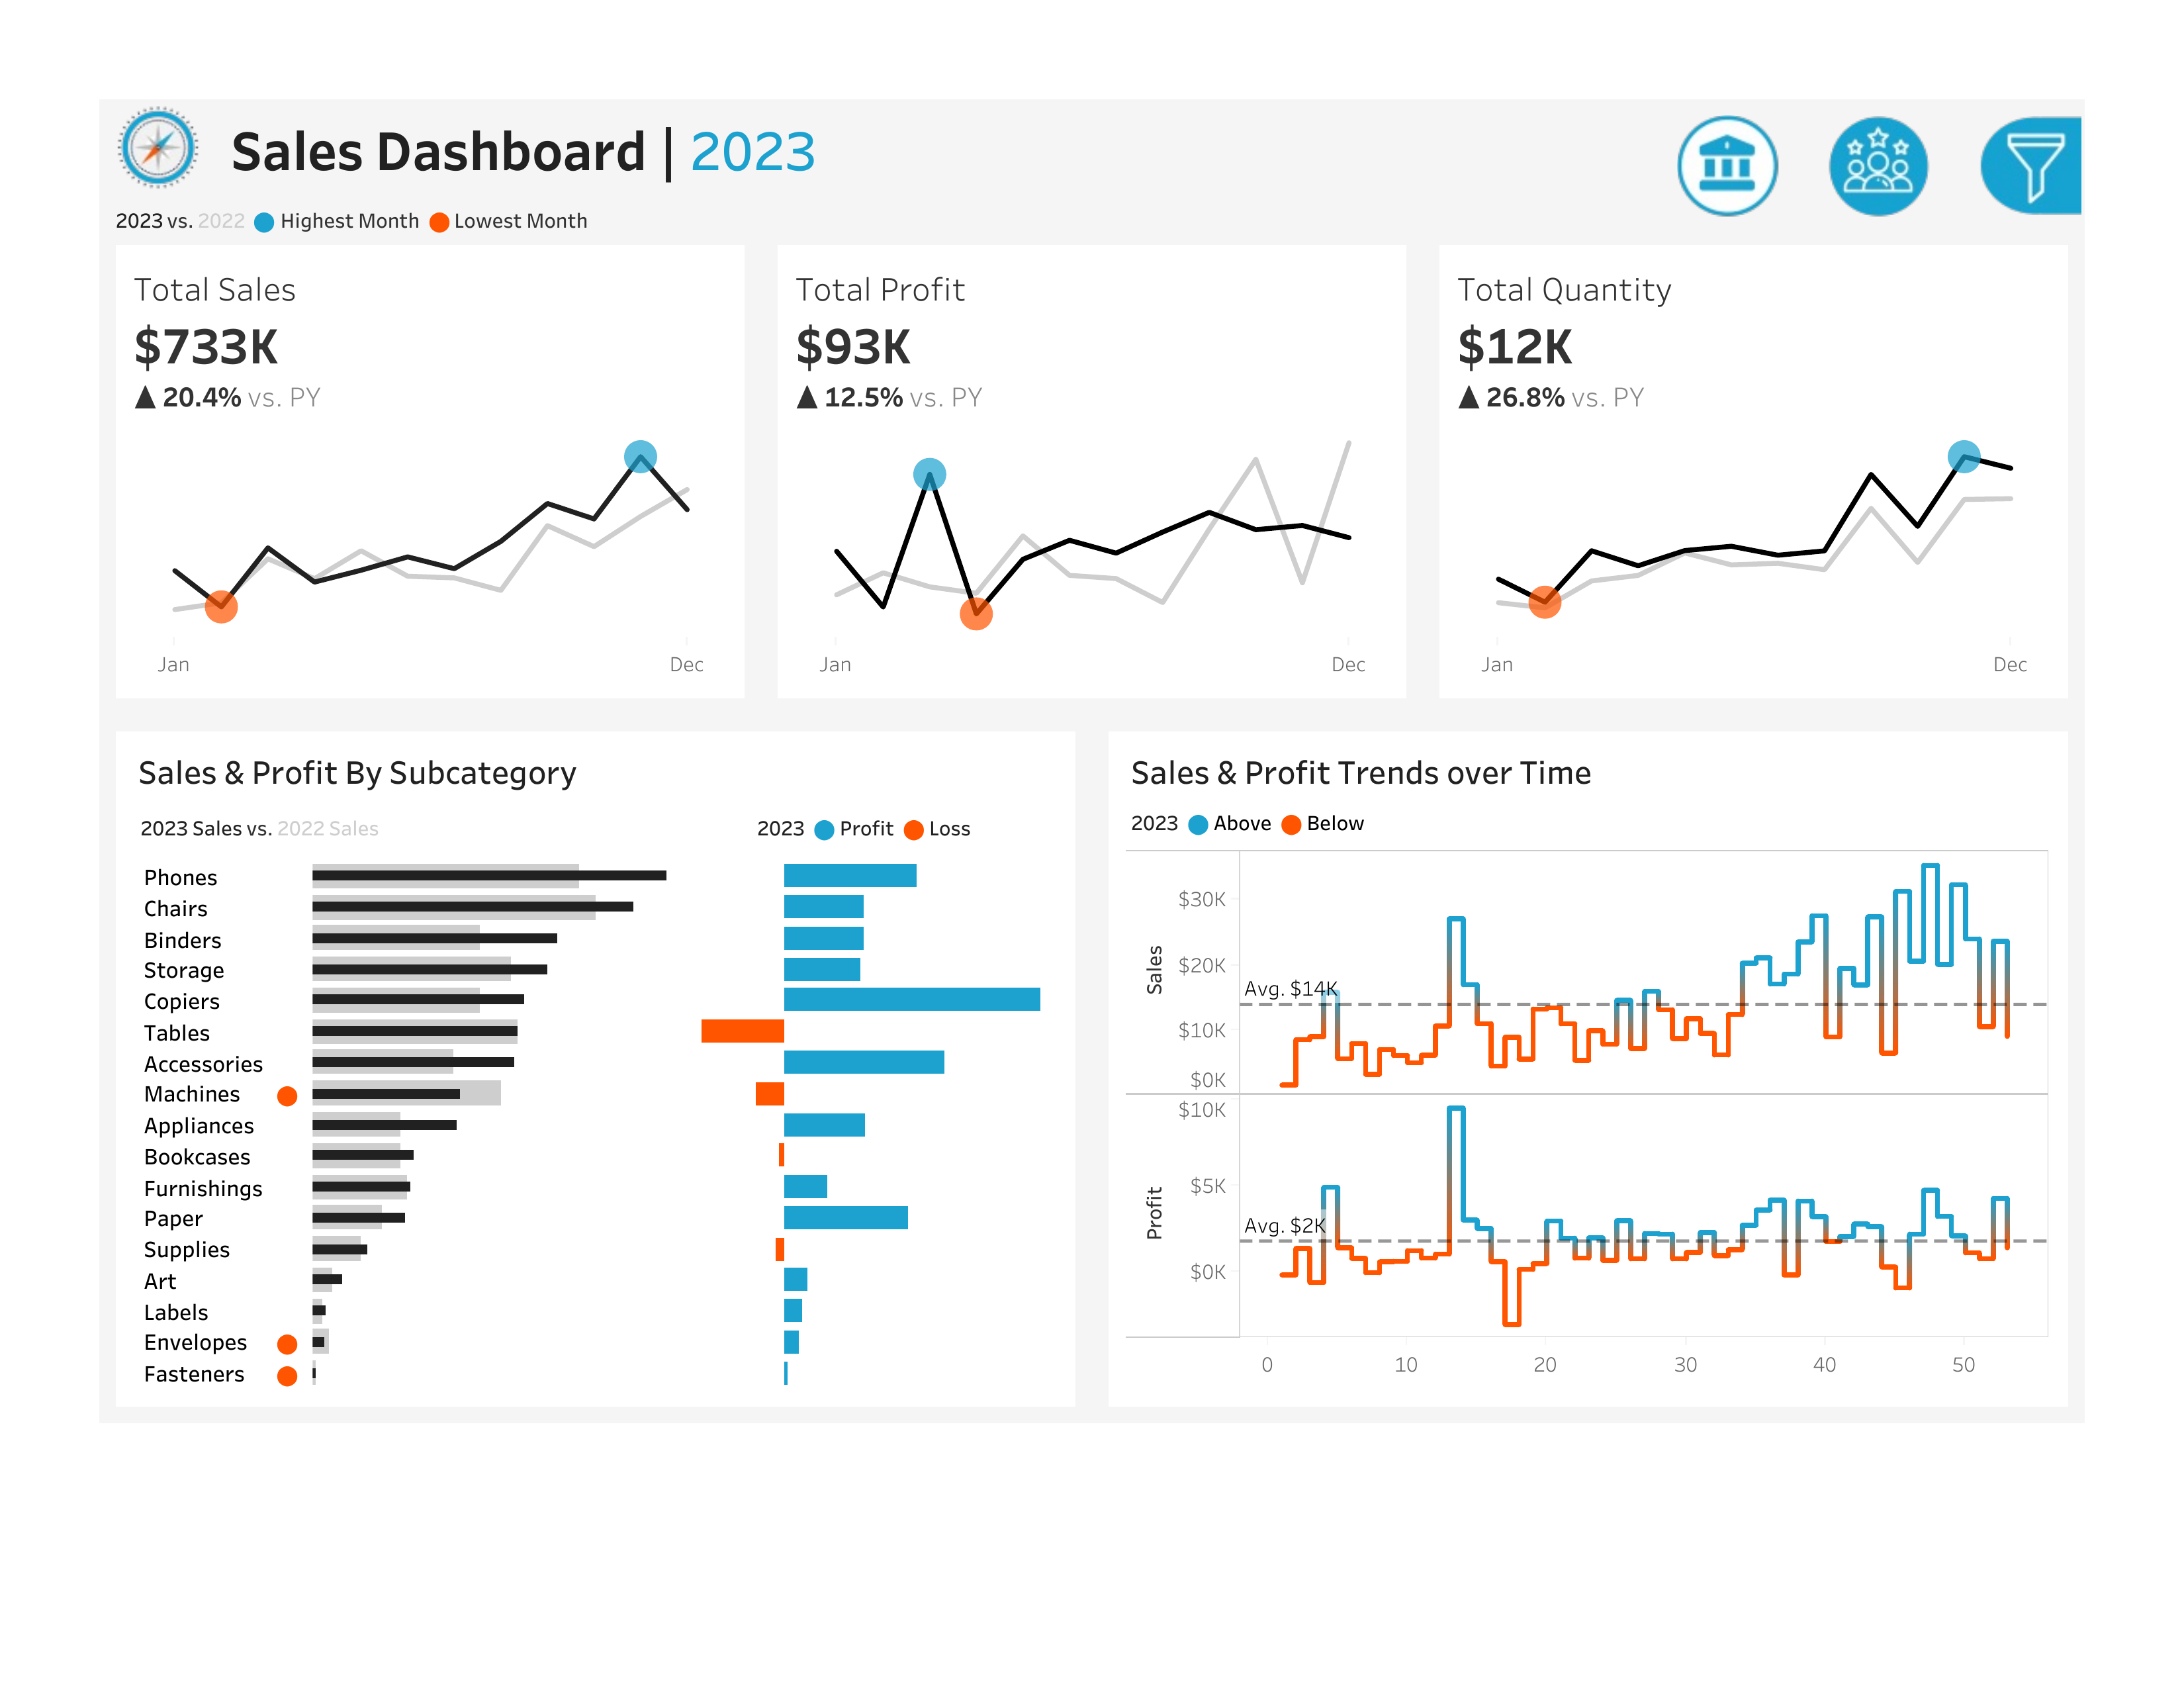 Sales Dashboard | 2023
2023 vs. 2022 Highest Month Lowest Month
Total Sales
$733K
▲ 20.4% vs. PY
Jan Dec
Total Profit
$93K
▲ 12.5% vs. PY
Jan Dec
Total Quantity
$12K
▲ 26.8% vs. PY
Jan Dec
Sales & Profit By Subcategory
2023 Sales vs. 2022 Sales
2023 Profit Loss
Phones
Chairs
Binders
Storage
Copiers
Tables
Accessories
Machines
Appliances
Bookcases
Furnishings
Paper
Supplies
Art
Labels
Envelopes
Fasteners
Sales & Profit Trends over Time
2023 Above Below
Sales
$30K
$20K
Avg. $14K
$10K
$0K
Profit
$10K
$5K
Avg. $2K
$0K
0 10 20 30 40 50